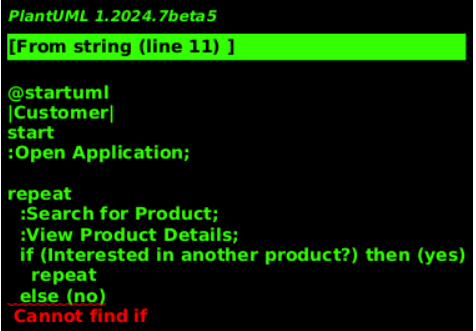 PlantUML 1.2024.7beta5
[From string (line 11) ]
@startuml
|Customer|
start
:Open Application;
repeat
:Search for Product;
:View Product Details;
if (Interested in another product?) then (yes)
repeat
else (no)
Cannot find if